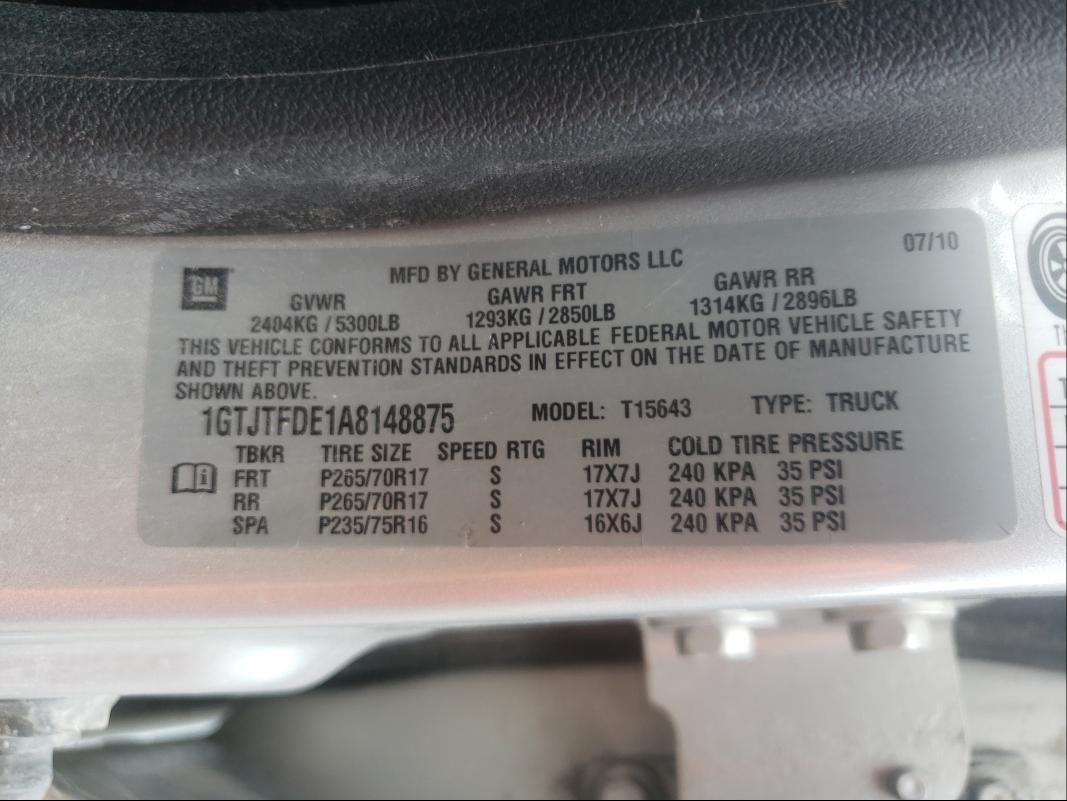 07/10
GM
MFD BY GENERAL MOTORS LLC
GVWR GAWR FRT GAWR RR
2404KG / 5300LB 1293KG / 2850LB 1314KG / 2896LB
THIS VEHICLE CONFORMS TO ALL APPLICABLE FEDERAL MOTOR VEHICLE SAFETY
AND THEFT PREVENTION STANDARDS IN EFFECT ON THE DATE OF MANUFACTURE
SHOWN ABOVE.
1GTJTFDE1A8148875 MODEL: T15643 TYPE: TRUCK
TBKR TIRE SIZE SPEED RTG RIM COLD TIRE PRESSURE
FRT P265/70R17 S 17X7J 240 KPA 35 PSI
RR P265/70R17 S 17X7J 240 KPA 35 PSI
SPA P235/75R16 S 16X6J 240 KPA 35 PSI